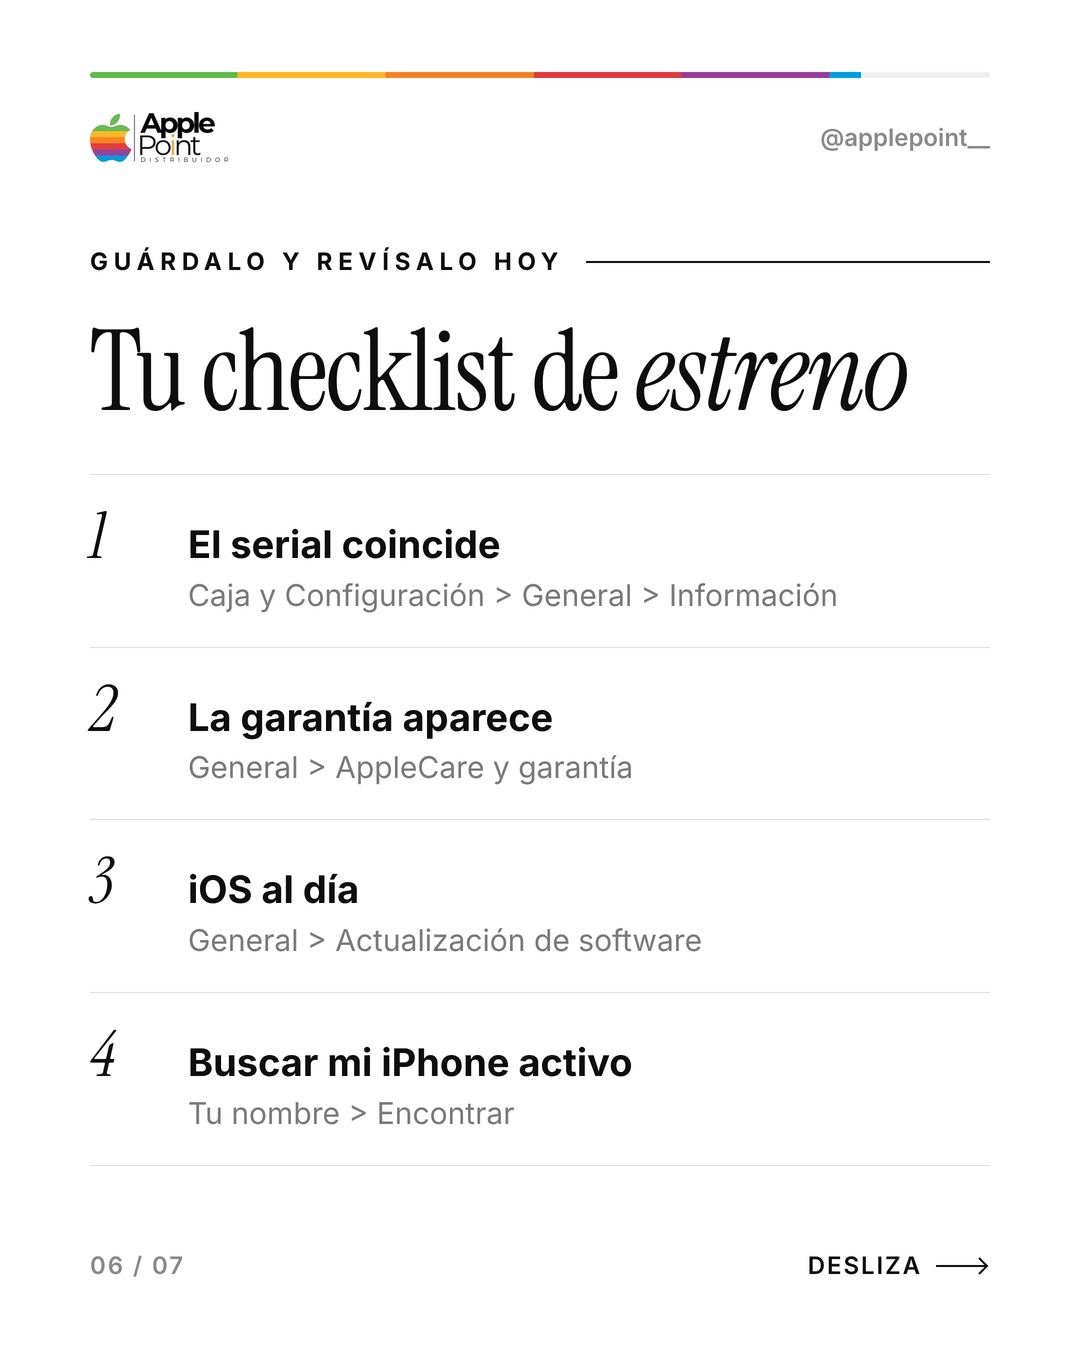 Apple
Point
DISTRIBUIDOR
@applepoint__
GUÁRDALO Y REVÍSALO HOY
Tu checklist de estreno
1
El serial coincide
Caja y Configuración > General > Información
2
La garantía aparece
General > AppleCare y garantía
3
iOS al día
General > Actualización de software
4
Buscar mi iPhone activo
Tu nombre > Encontrar
06 / 07
DESLIZA